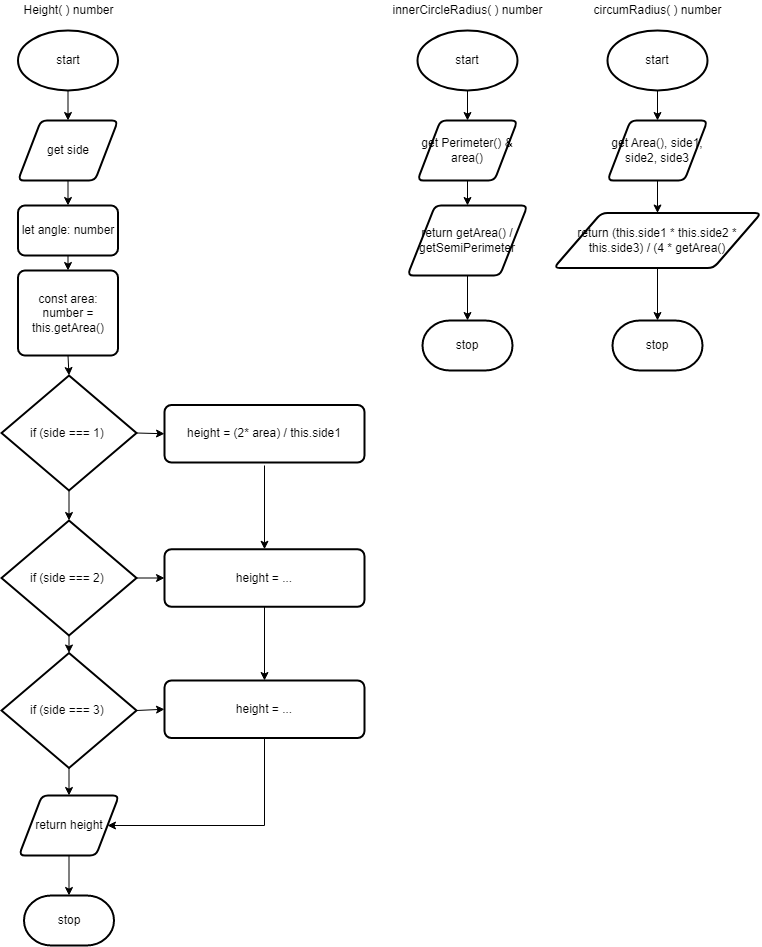 Height( ) number
start
get side
let angle: number
const area:
number =
this.getArea()
if (side === 1)
height = (2* area) / this.side1
if (side === 2)
height = ...
if (side === 3)
height = ...
return height
stop
innerCircleRadius( ) number
start
get Perimeter() &
area()
return getArea() /
getSemiPerimeter
stop
circumRadius( ) number
start
get Area(), side1,
side2, side3
return (this.side1 * this.side2 *
this.side3) / (4 * getArea()
stop